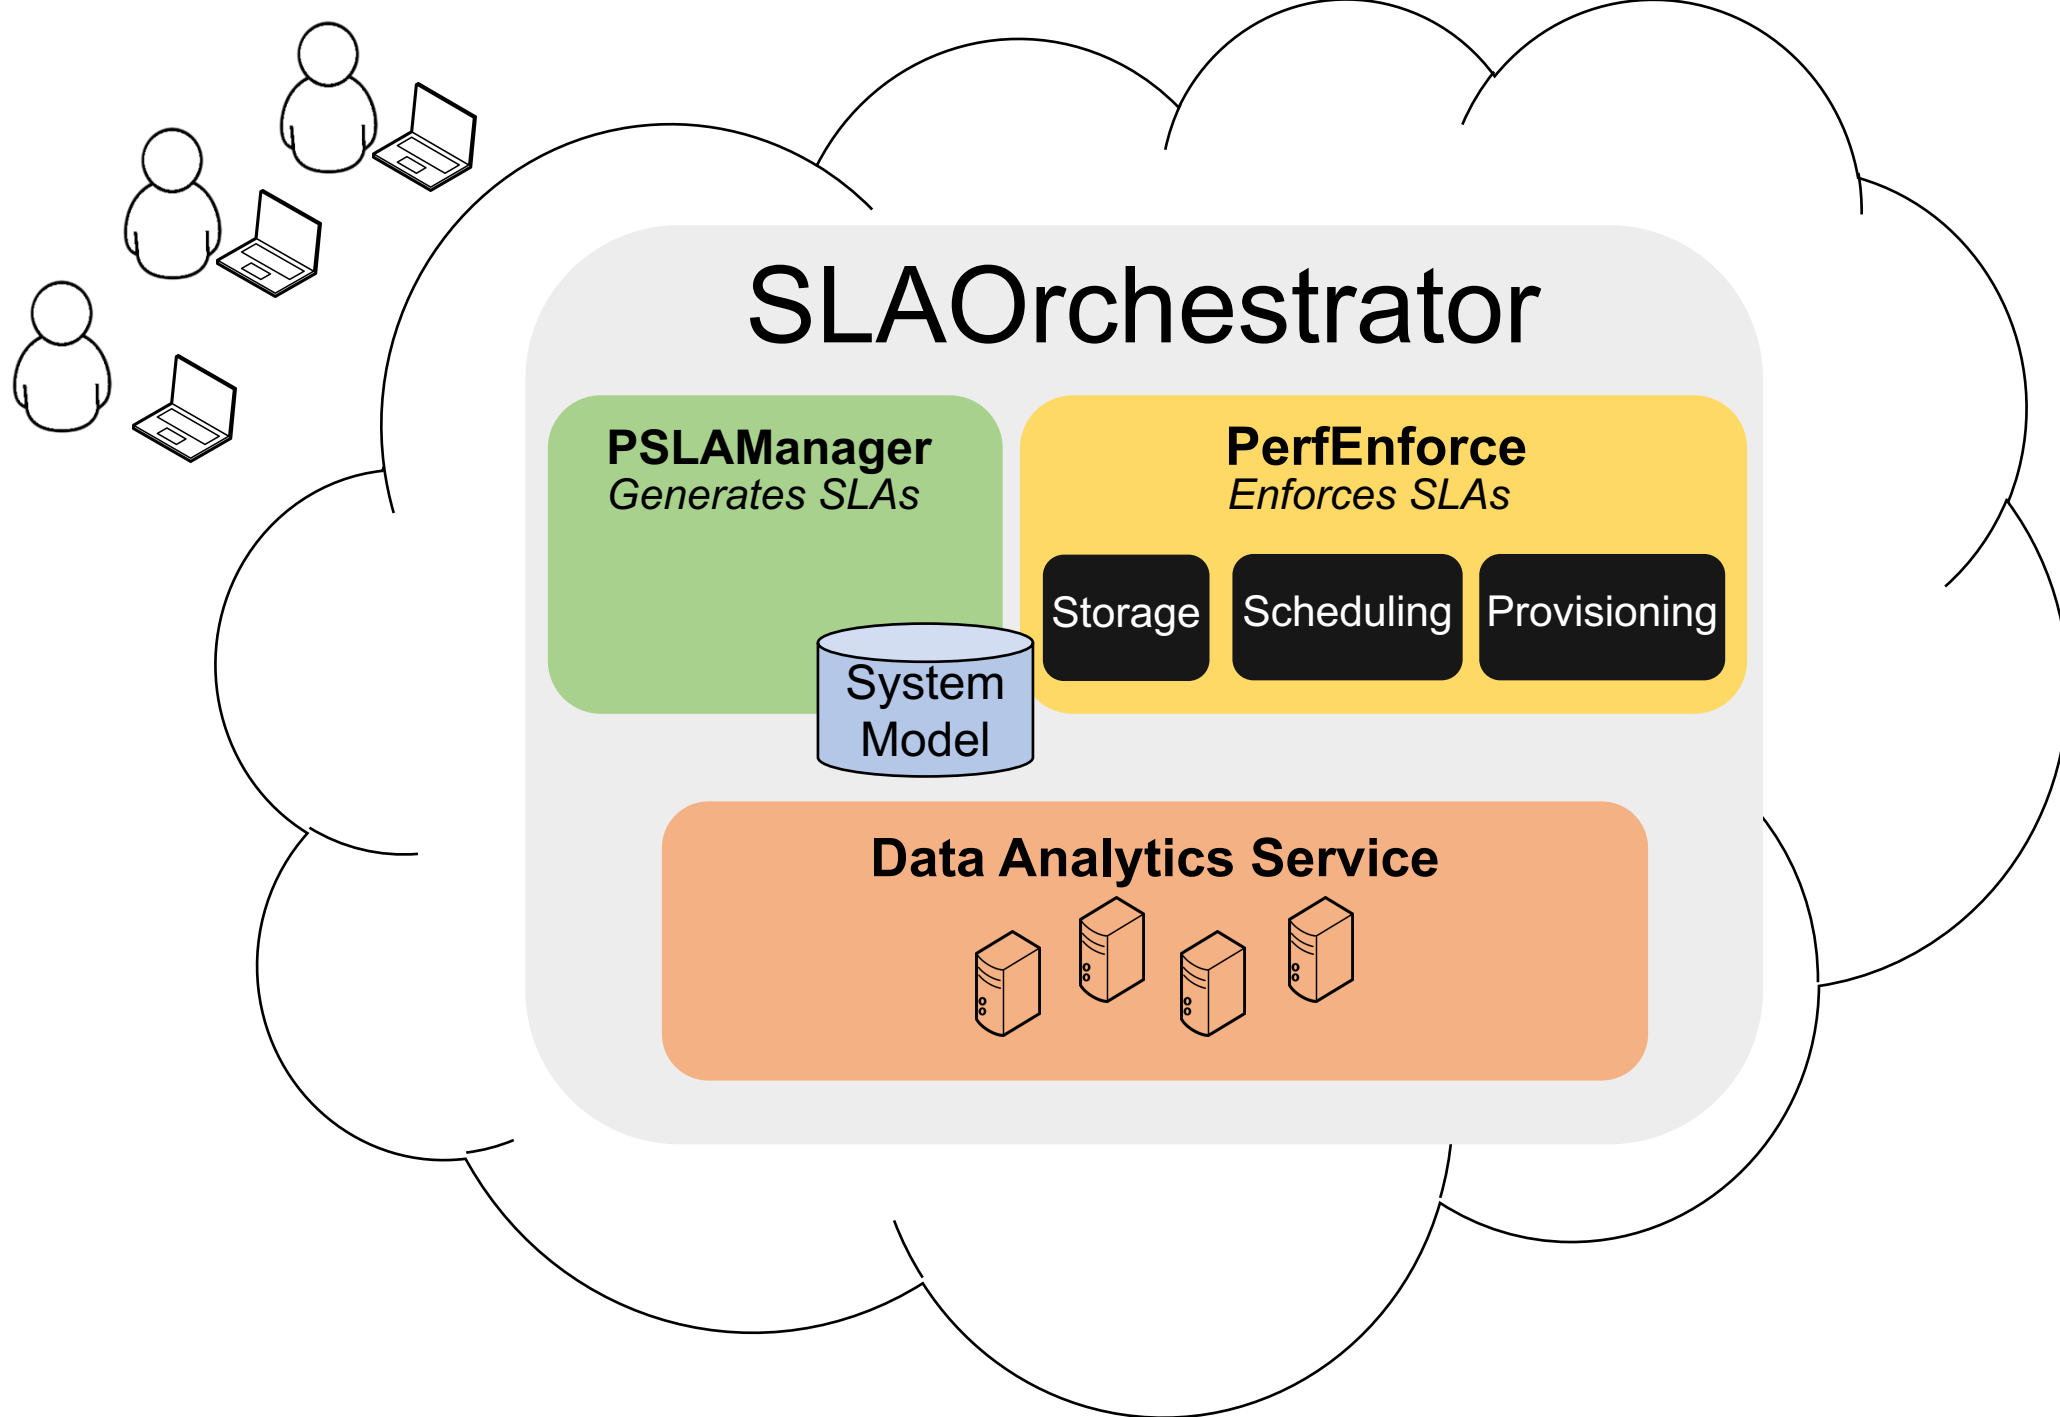 SLAOrchestrator
PSLAManager
Generates SLAs
PerfEnforce
Enforces SLAs
Storage
Scheduling
Provisioning
System
Model
Data Analytics Service